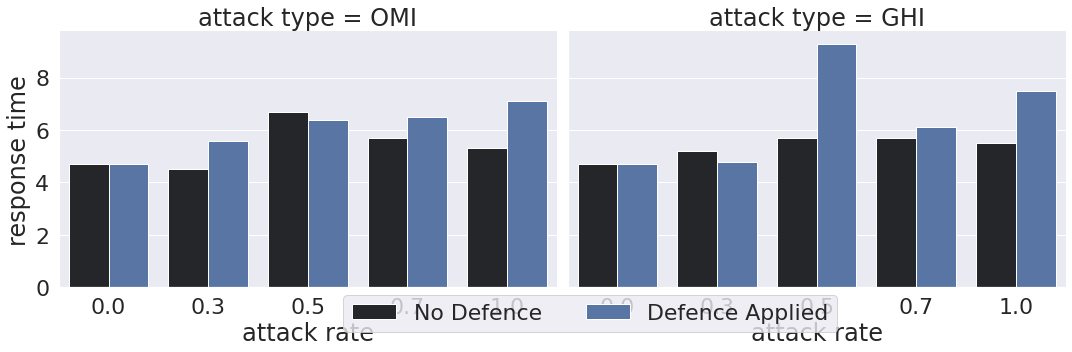 attack type = OMI
attack type = GHI
response time
8
6
4
2
0
0.0 0.3 0.5 0.7 1.0
0.0 0.3 0.5 0.7 1.0
No Defence Defence Applied
attack rate
attack rate